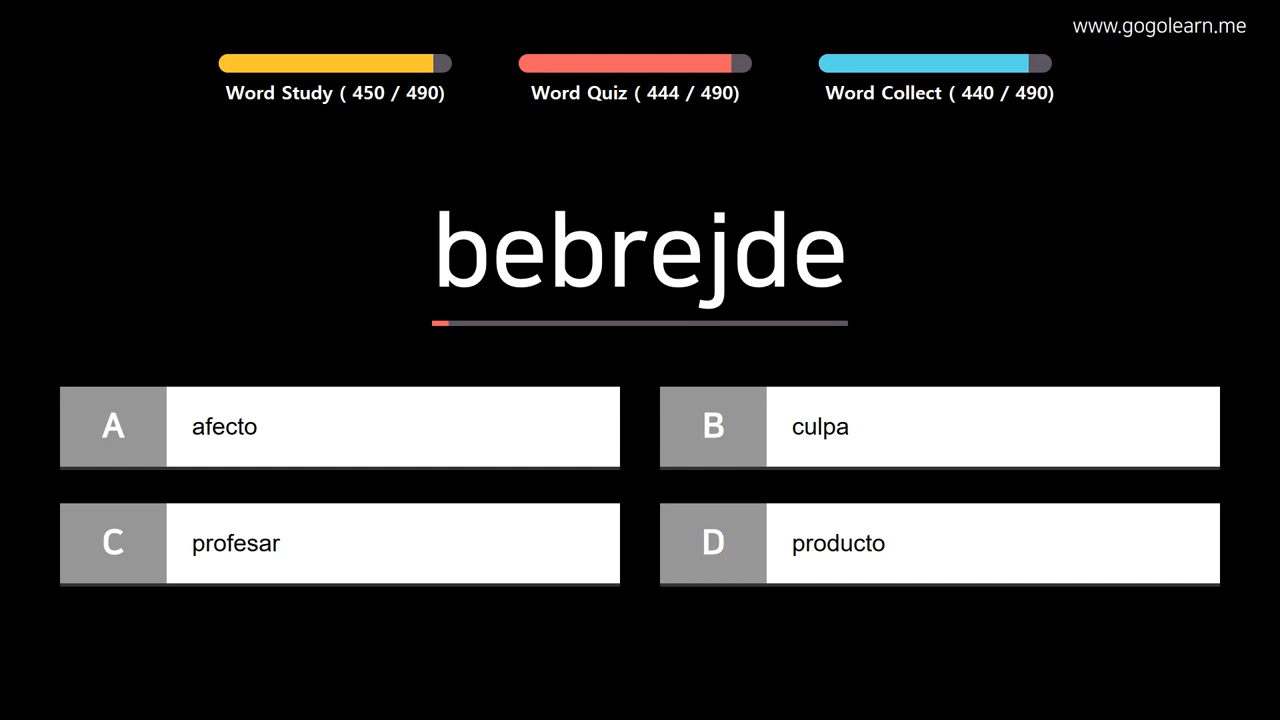 www.gogolearn.me
Word Study ( 450 / 490)
Word Quiz ( 444 / 490)
Word Collect ( 440 / 490)
bebrejde
A afecto
B culpa
C profesar
D producto